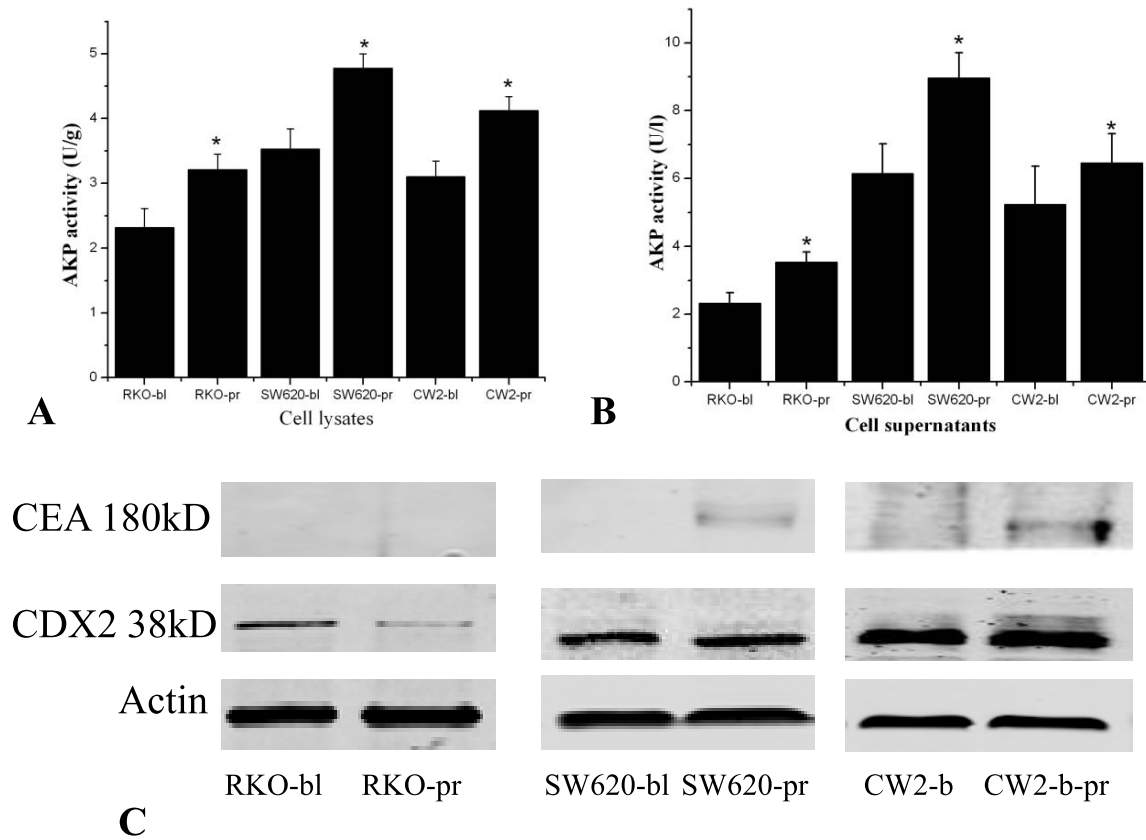 AKP activity (U/g)
5
4
3
2
1
0
*
*
*
RKO-bl RKO-pr SW620-bl SW620-pr CW2-bl CW2-pr
Cell lysates
A
AKP activity (U/l)
10
8
6
4
2
0
*
*
*
RKO-bl RKO-pr SW620-bl SW620-pr CW2-bl CW2-pr
Cell supernatants
B
CEA 180kD
CDX2 38kD
Actin
RKO-bl RKO-pr SW620-bl SW620-pr CW2-b CW2-b-pr
C